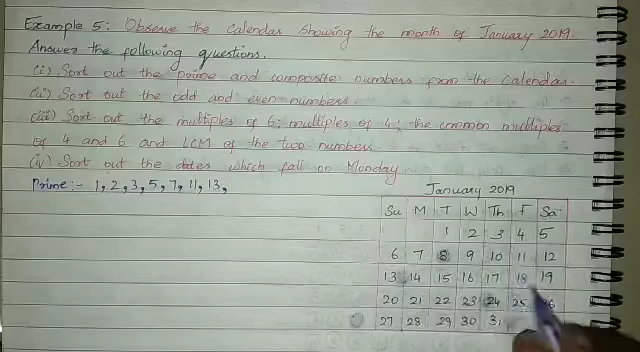 Example 5: Observe the calendar showing the month of January 2019.
Answer the following questions.
(i) Sort out the prime and composite numbers from the calendar.
(ii) Sort out the odd and even numbers.
(iii) Sort out the multiples of 6; multiples of 4; the common multiples
of 4 and 6 and LCM of the two numbers.
(iv) Sort out the dates which fall on Monday.
Prime:- 1, 2, 3, 5, 7, 11, 13,
January 2019
Su M T W Th F Sa
1 2 3 4 5
6 7 8 9 10 11 12
13 14 15 16 17 18 19
20 21 22 23 24 25 26
27 28 29 30 31